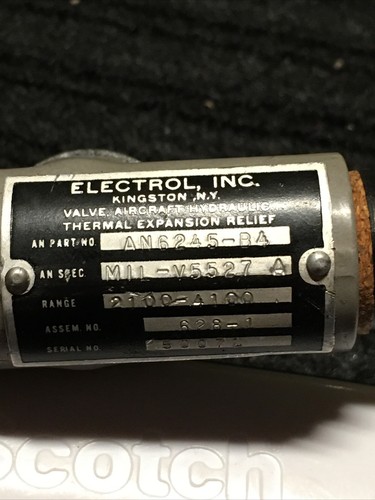 ELECTROL, INC.
KINGSTON, N.Y.
VALVE, AIRCRAFT HYDRAULIC
THERMAL EXPANSION RELIEF
AN PART NO. AN6245-B4
AN SPEC. MIL-V5527 A
RANGE 2100-4100
ASSEM. NO. 628-1
SERIAL NO.
cotch